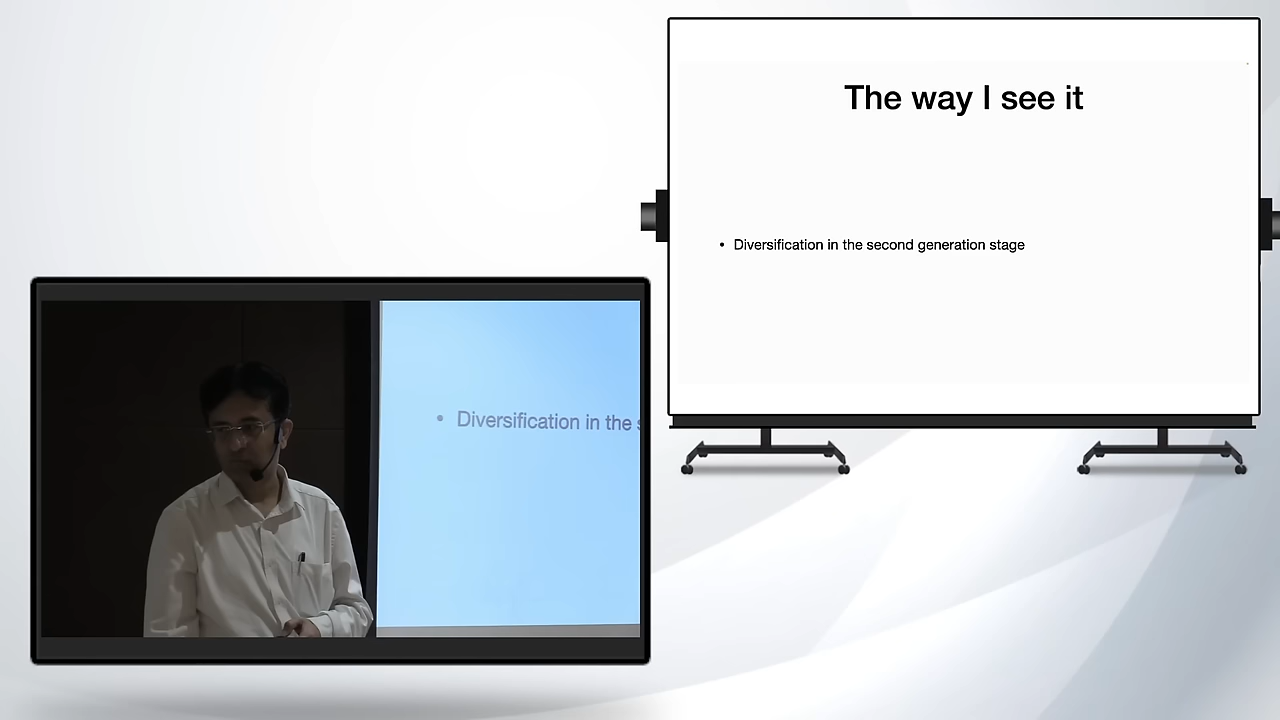 The way I see it
• Diversification in the second generation stage
• Diversification in the